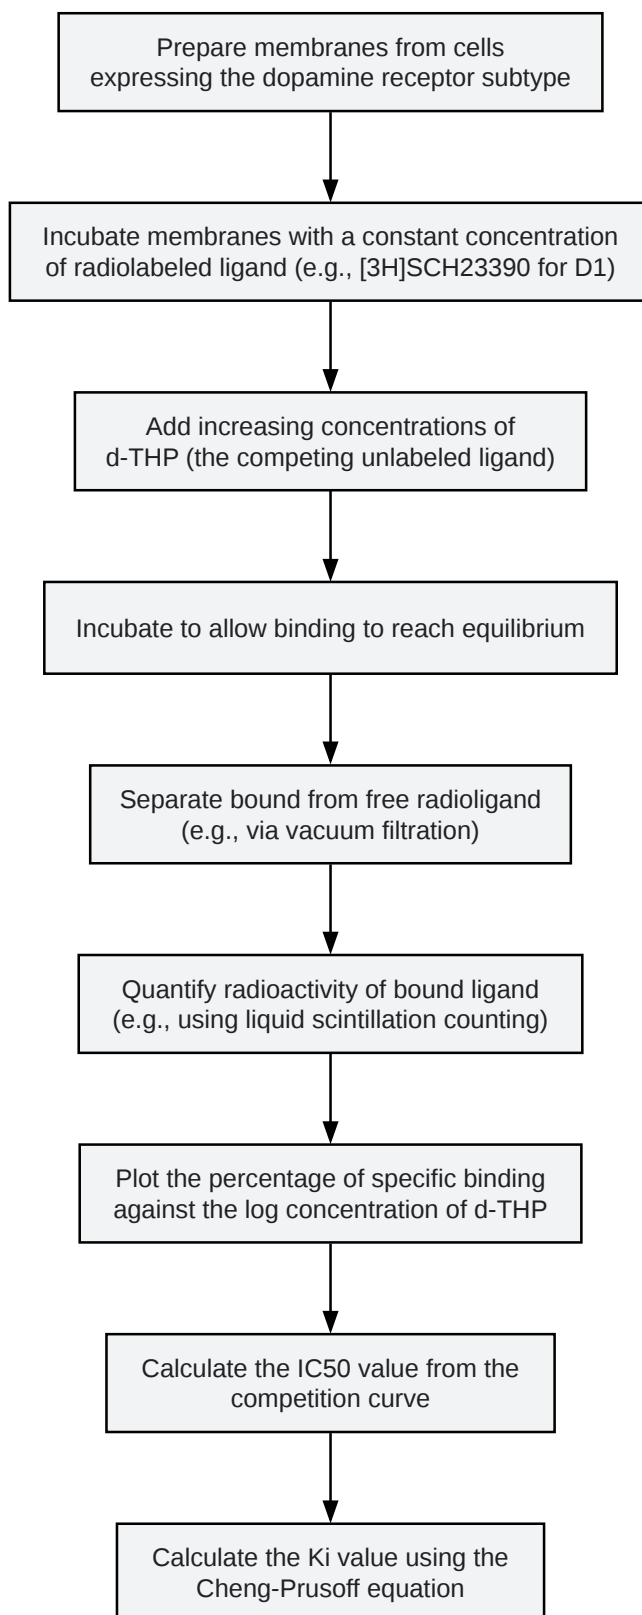 Prepare membranes from cells
expressing the dopamine receptor subtype
Incubate membranes with a constant concentration
of radiolabeled ligand (e.g., [3H]SCH23390 for D1)
Add increasing concentrations of
d-THP (the competing unlabeled ligand)
Incubate to allow binding to reach equilibrium
Separate bound from free radioligand
(e.g., via vacuum filtration)
Quantify radioactivity of bound ligand
(e.g., using liquid scintillation counting)
Plot the percentage of specific binding
against the log concentration of d-THP
Calculate the IC50 value from the
competition curve
Calculate the Ki value using the
Cheng-Prusoff equation